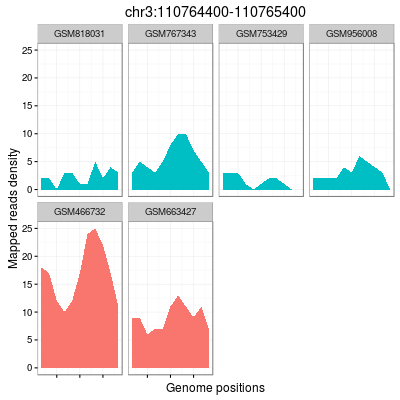 chr3:110764400-110765400
GSM818031 GSM767343 GSM753429 GSM956008
25
20
15
10
5
0
GSM466732 GSM663427
25
20
15
10
5
0
Mapped reads density
Genome positions